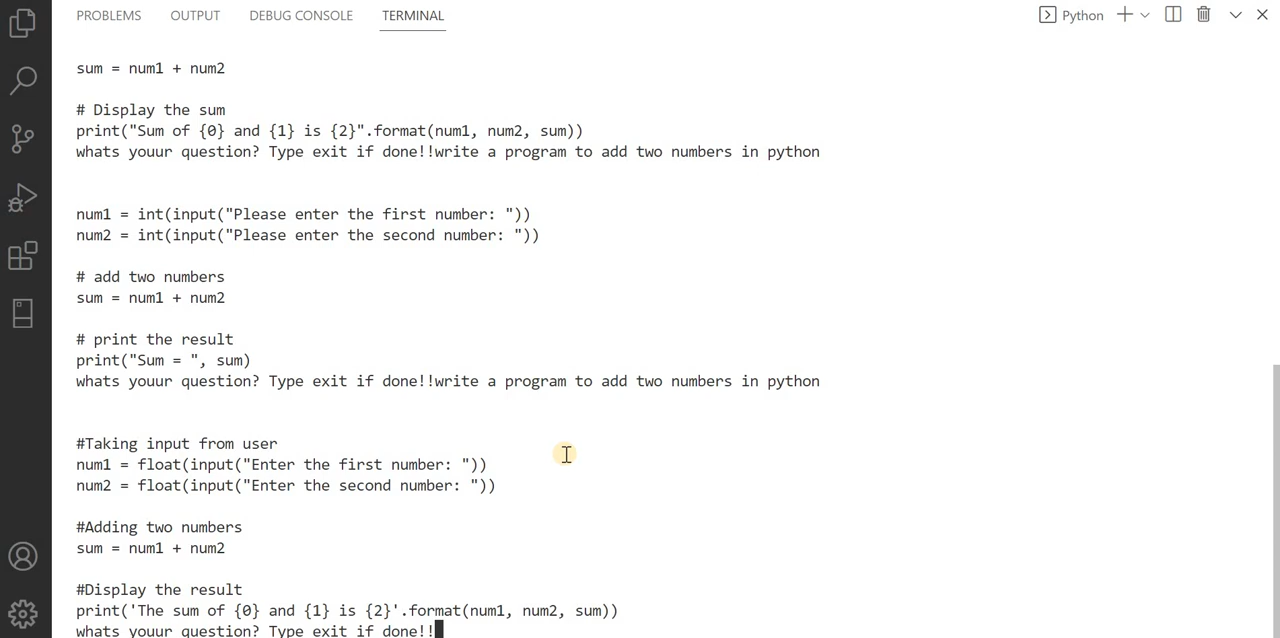 PROBLEMS OUTPUT DEBUG CONSOLE TERMINAL Python
sum = num1 + num2
# Display the sum
print("Sum of {0} and {1} is {2}".format(num1, num2, sum))
whats youur question? Type exit if done!!write a program to add two numbers in python
num1 = int(input("Please enter the first number: "))
num2 = int(input("Please enter the second number: "))
# add two numbers
sum = num1 + num2
# print the result
print("Sum = ", sum)
whats youur question? Type exit if done!!write a program to add two numbers in python
#Taking input from user
num1 = float(input("Enter the first number: "))
num2 = float(input("Enter the second number: "))
#Adding two numbers
sum = num1 + num2
#Display the result
print('The sum of {0} and {1} is {2}'.format(num1, num2, sum))
whats youur question? Type exit if done!!